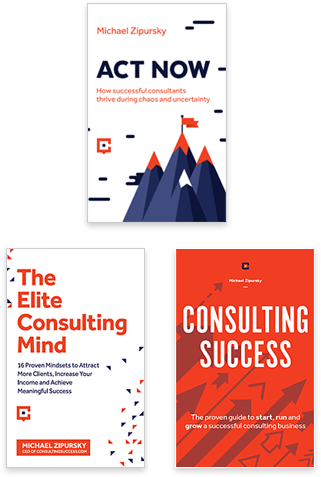 Michael Zipursky
ACT NOW
How successful consultants
thrive during chaos and uncertainty
The
Elite
Consulting
Mind
16 Proven Mindsets to Attract
More Clients, Increase Your
Income and Achieve
Meaningful Success
MICHAEL ZIPURSKY
CEO OF CONSULTINGSUCCESS.COM
Michael Zipursky
CONSULTING
SUCCESS
The proven guide to start, run and
grow a successful consulting business